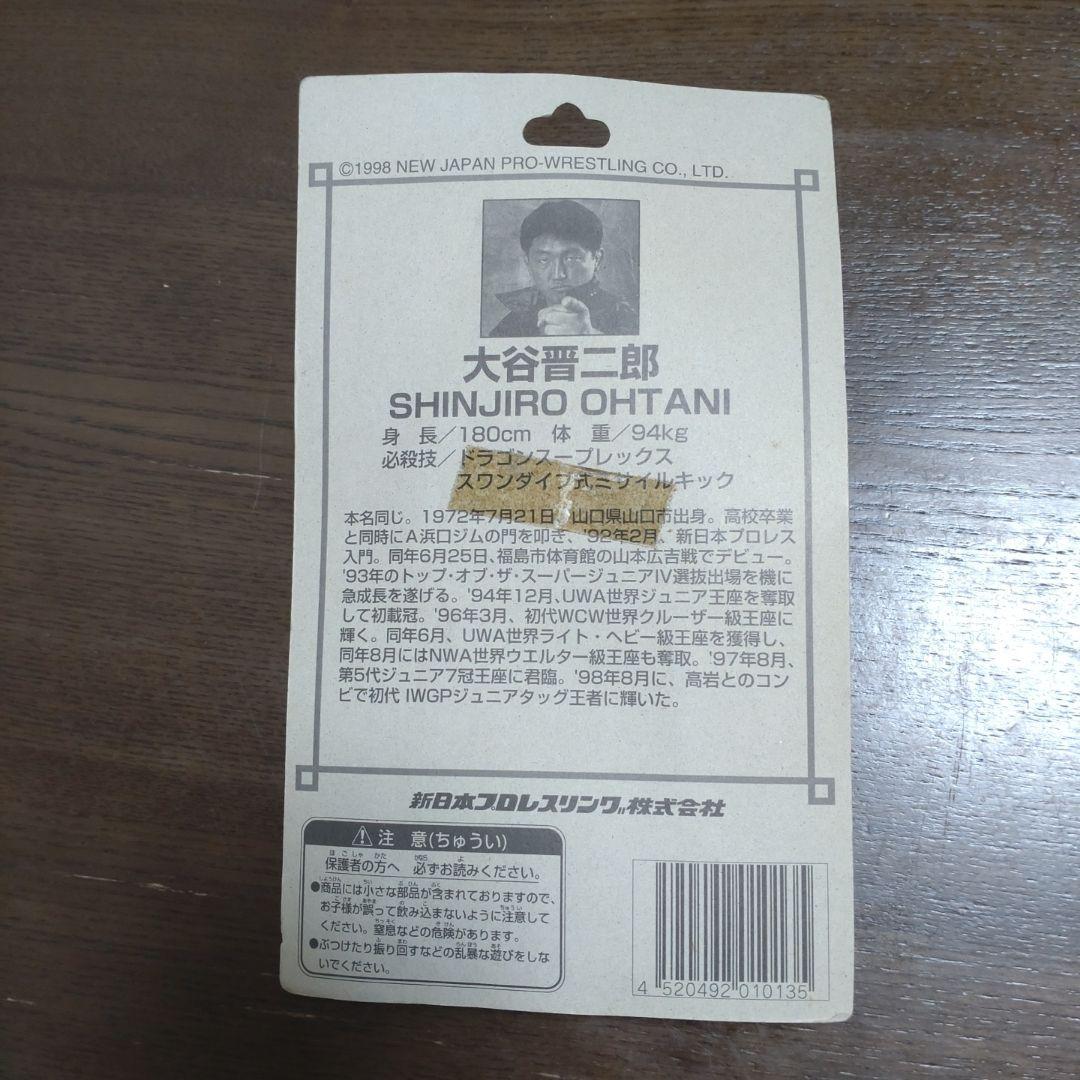 ©1998 NEW JAPAN PRO-WRESTLING CO., LTD.
大谷晋二郎
SHINJIRO OHTANI
身 長／180cm 体 重／94kg
必殺技／ドラゴンスープレックス
スワンダイブ式ミサイルキック
本名同じ。1972年7月21日、山口県山口市出身。高校卒業
と同時にA浜口ジムの門を叩き、'92年2月、新日本プロレス
入門。同年6月25日、福島市体育館の山本広吉戦でデビュー。
'93年のトップ・オブ・ザ・スーパージュニアⅣ選抜出場を機に
急成長を遂げる。'94年12月、UWA世界ジュニア王座を奪取
して初載冠。'96年3月、初代WCW世界クルーザー級王座に
輝く。同年6月、UWA世界ライト・ヘビー級王座を獲得し、
同年8月にはNWA世界ウエルター級王座も奪取。'97年8月、
第5代ジュニア7冠王座に君臨。'98年8月に、高岩とのコン
ビで初代 IWGPジュニアタッグ王者に輝いた。
新日本プロレスリング株式会社
⚠注 意(ちゅうい)
保護者の方へ 必ずお読みください。
●商品には小さな部品が含まれておりますので、
お子様が誤って飲み込まないように注意して
ください。窒息などの危険があります。
●ぶつけたり振り回すなどの乱暴な遊びをしな
いでください。
4 520492 010135